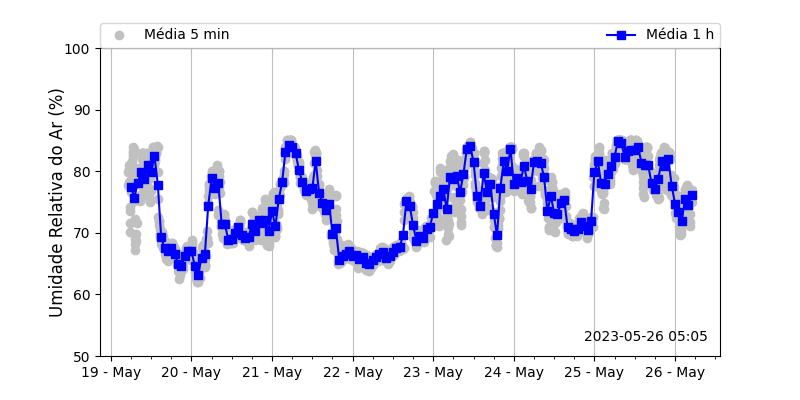 Média 5 min
Média 1 h
Umidade Relativa do Ar (%)
100
90
80
70
60
50
2023-05-26 05:05
19 - May
20 - May
21 - May
22 - May
23 - May
24 - May
25 - May
26 - May